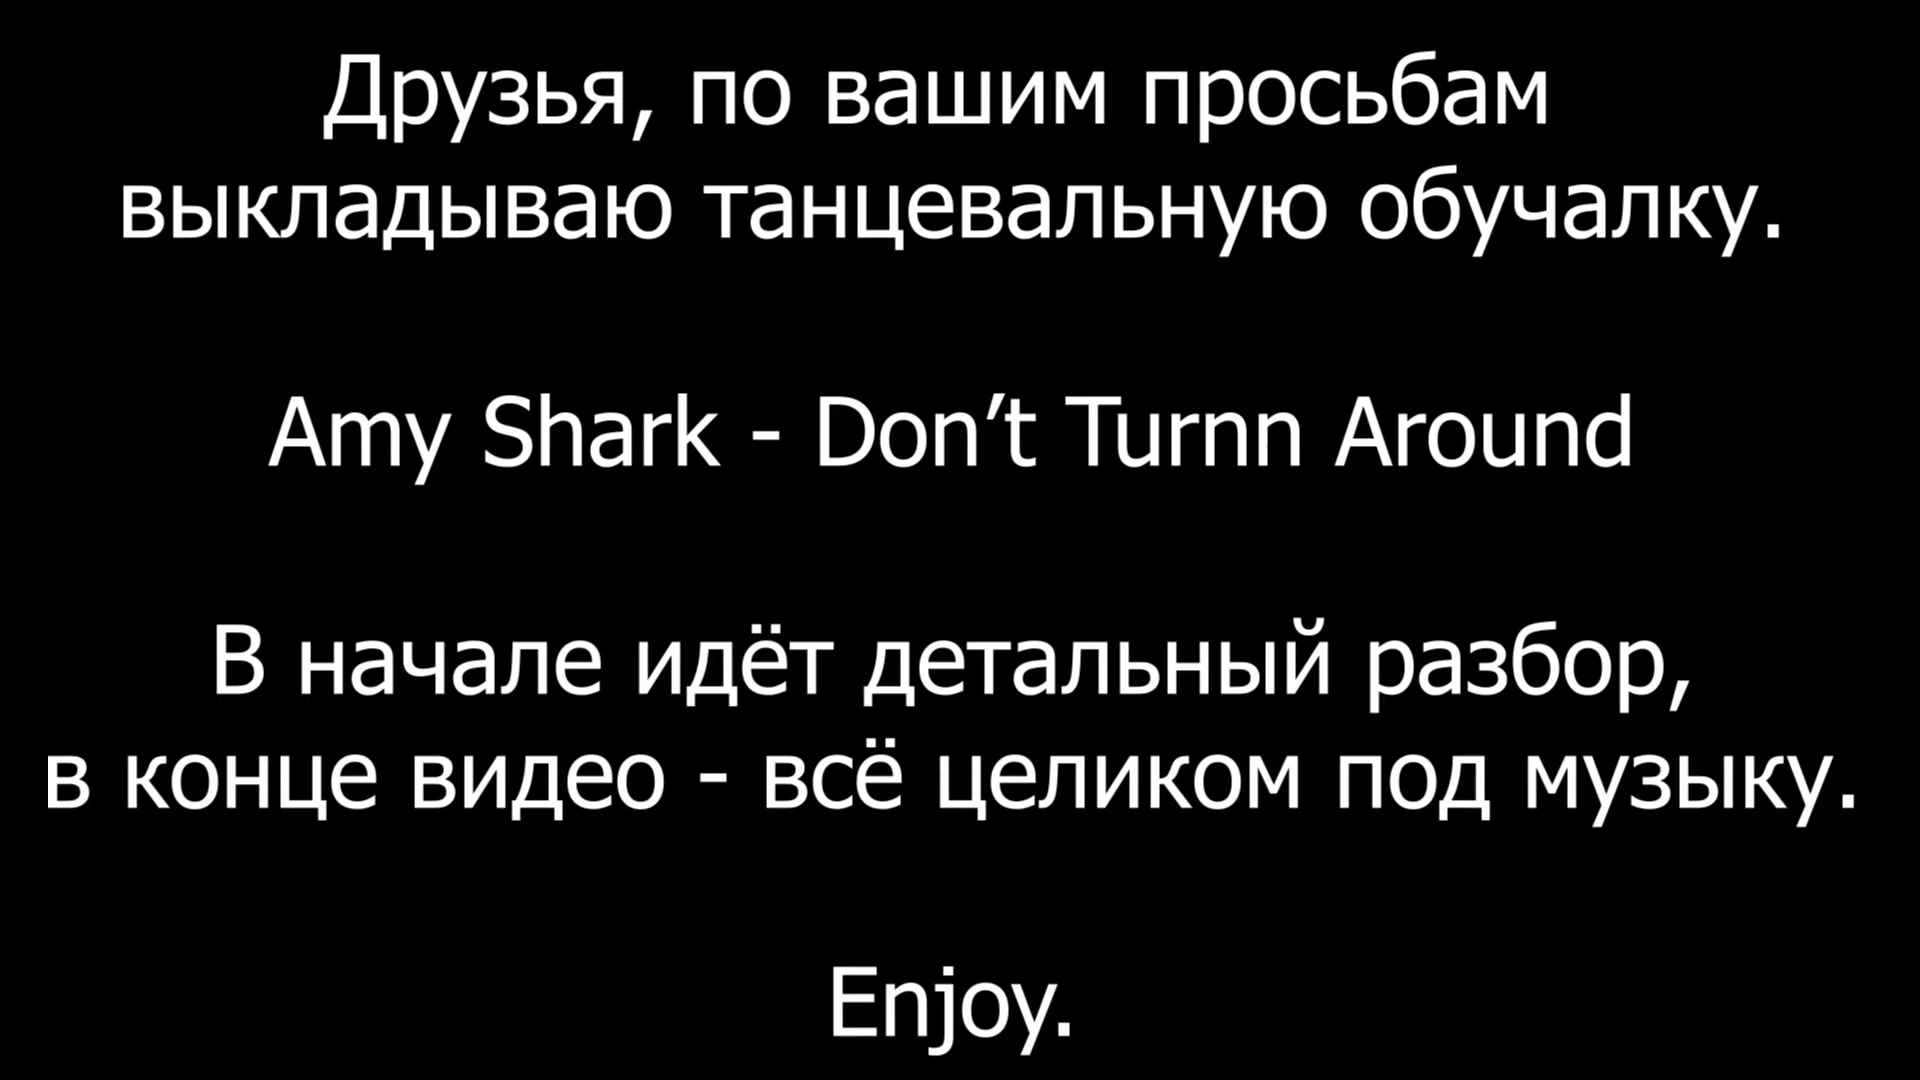 Друзья, по вашим просьбам
выкладываю танцевальную обучалку.
Amy Shark - Don’t Turnn Around
В начале идёт детальный разбор,
в конце видео - всё целиком под музыку.
Enjoy.